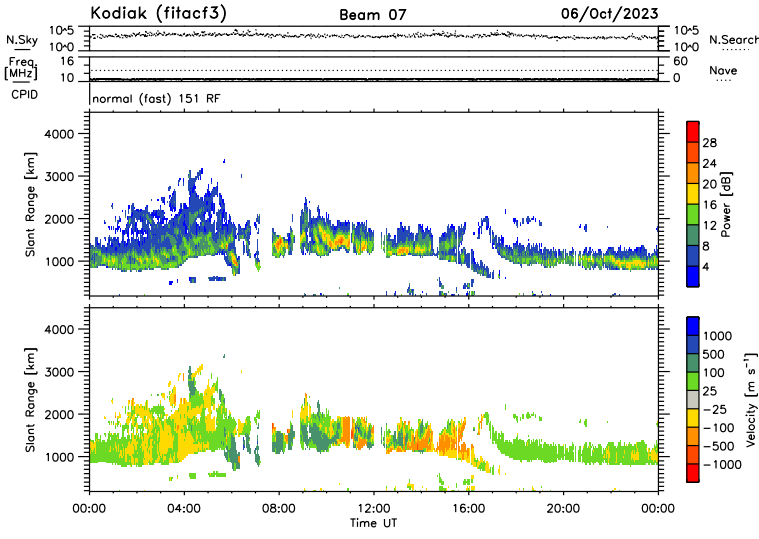 Kodiak (fitacf3) Beam 07 06/Oct/2023
N.Sky 10^5 10^5 N.Search
10^0 10^0
Freq. [MHz] 16 60 Nave
10 0
CPID normal (fast) 151 RF
Slant Range [km]
4000
3000
2000
1000
28
24
20
16
12
8
4
Power [dB]
Slant Range [km]
4000
3000
2000
1000
1000
500
100
25
-25
-100
-500
-1000
Velocity [m s^-1]
00:00 04:00 08:00 12:00 16:00 20:00 00:00
Time UT